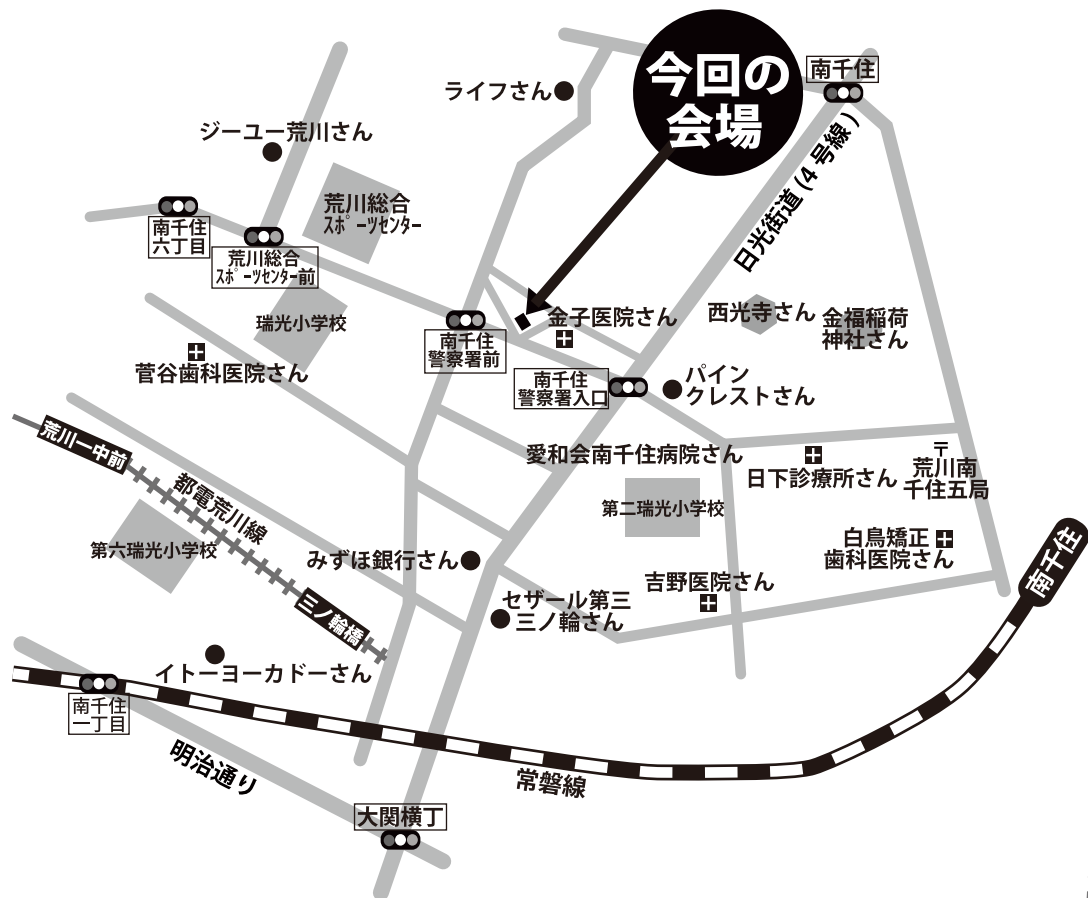 今回の
会場
南千住
ライフさん
ジーユー荒川さん
日光街道(4号線)
荒川総合
スポーツセンター
南千住
六丁目
荒川総合
スポーツセンター前
瑞光小学校
南千住
警察署前
金子医院さん
西光寺さん
金福稲荷
神社さん
菅谷歯科医院さん
南千住
警察署入口
パイン
クレストさん
荒川一中前
愛和会南千住病院さん
日下診療所さん
〒
荒川南
千住五局
都電荒川線
第二瑞光小学校
第六瑞光小学校
みずほ銀行さん
白鳥矯正
歯科医院さん
南千住
吉野医院さん
セザール第三
三ノ輪さん
三ノ輪橋
イトーヨーカドーさん
南千住
一丁目
明治通り
常磐線
大関横丁